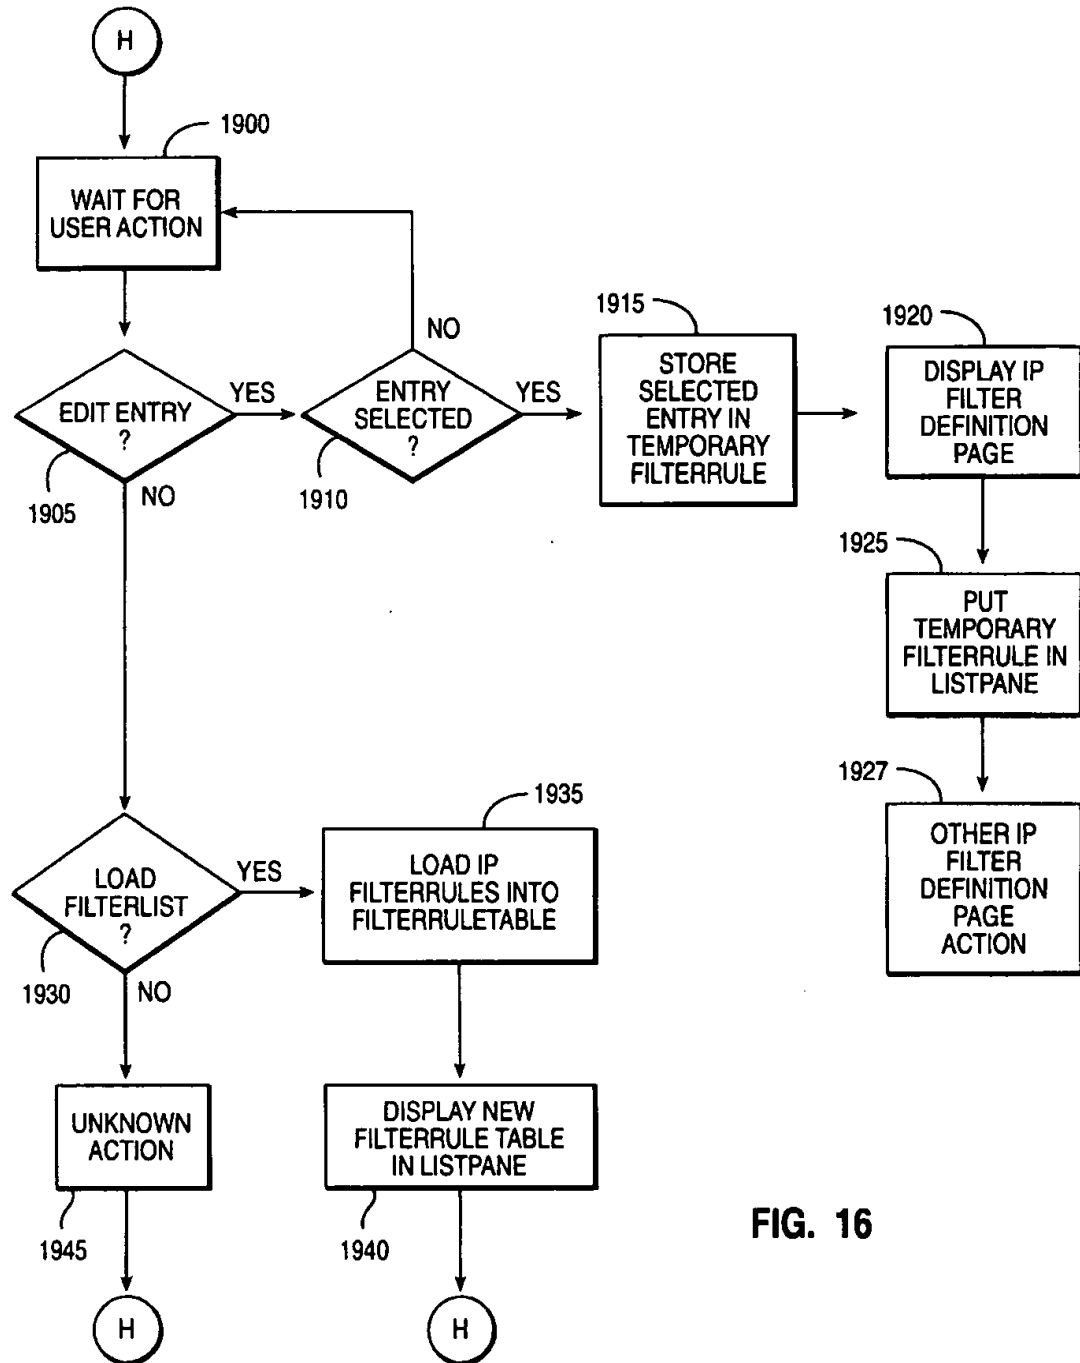 H
1900
WAIT FOR
USER ACTION
1905
EDIT ENTRY
?
YES
NO
1910
ENTRY
SELECTED
?
NO
YES
1915
STORE
SELECTED
ENTRY IN
TEMPORARY
FILTERRULE
1920
DISPLAY IP
FILTER
DEFINITION
PAGE
1925
PUT
TEMPORARY
FILTERRULE IN
LISTPANE
1927
OTHER IP
FILTER
DEFINITION
PAGE
ACTION
1930
LOAD
FILTERLIST
?
YES
NO
1935
LOAD IP
FILTERRULES INTO
FILTERRULETABLE
1940
DISPLAY NEW
FILTERRULE TABLE
IN LISTPANE
H
1945
UNKNOWN
ACTION
H
FIG. 16